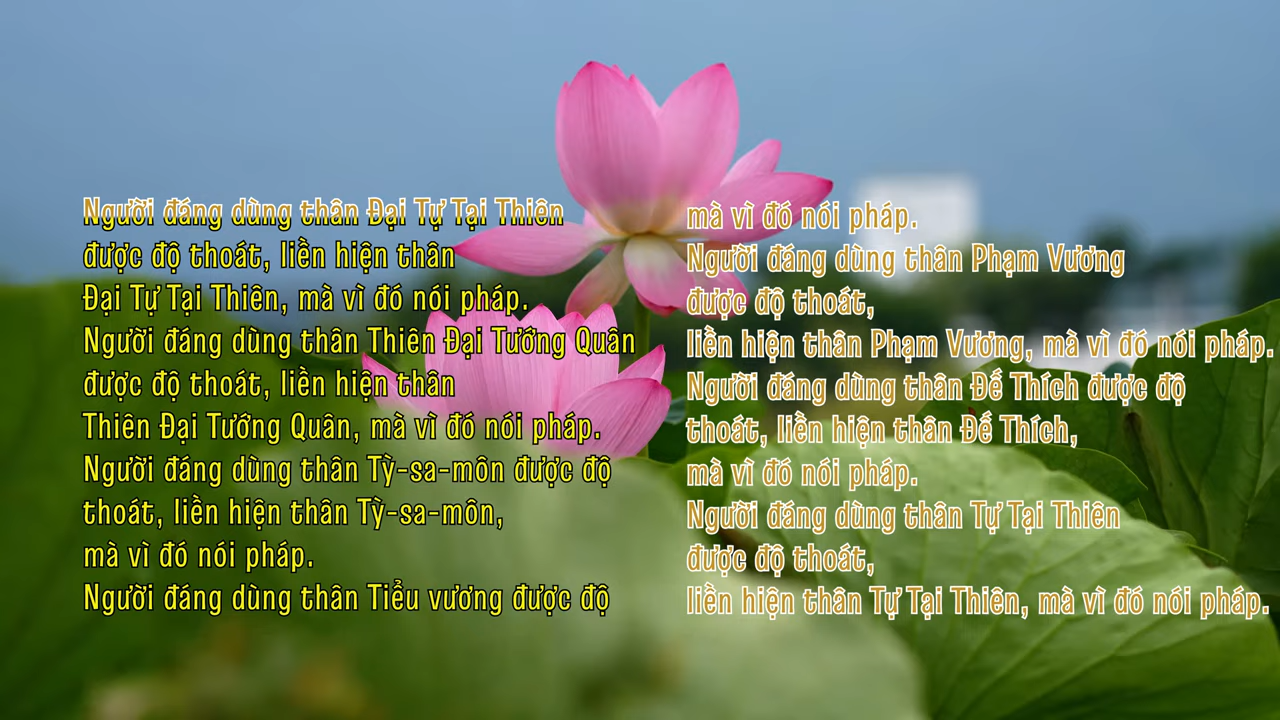 Người đáng dùng thân Đại Tự Tại Thiên
được độ thoát, liền hiện thân
Đại Tự Tại Thiên, mà vì đó nói pháp.
Người đáng dùng thân Thiên Đại Tướng Quân
được độ thoát, liền hiện thân
Thiên Đại Tướng Quân, mà vì đó nói pháp.
Người đáng dùng thân Tỳ-sa-môn được độ
thoát, liền hiện thân Tỳ-sa-môn,
mà vì đó nói pháp.
Người đáng dùng thân Tiểu vương được độ
mà vì đó nói pháp.
Người đáng dùng thân Phạm Vương
được độ thoát,
liền hiện thân Phạm Vương, mà vì đó nói pháp.
Người đáng dùng thân Đế Thích được độ
thoát, liền hiện thân Đế Thích,
mà vì đó nói pháp.
Người đáng dùng thân Tự Tại Thiên
được độ thoát,
liền hiện thân Tự Tại Thiên, mà vì đó nói pháp.